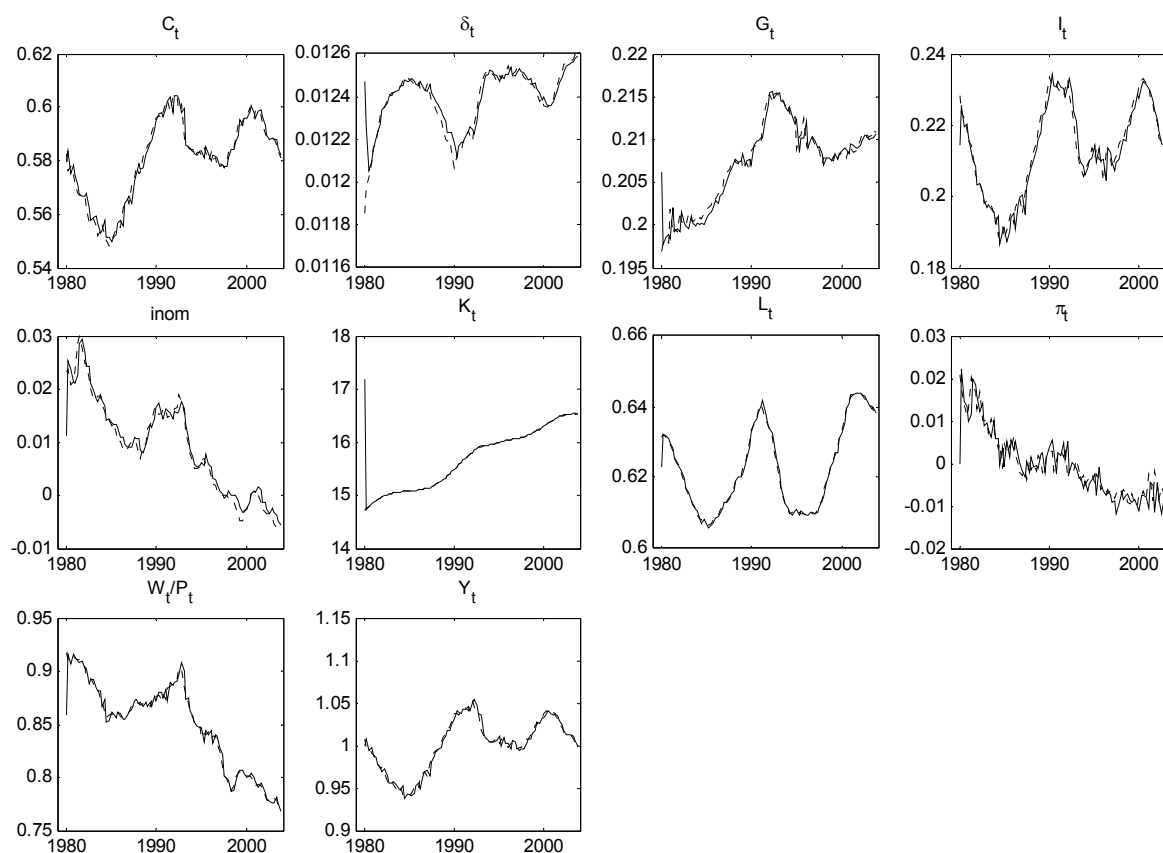 C_t
0.62
0.6
0.58
0.56
0.54
1980 1990 2000
δ_t
0.0126
0.0124
0.0122
0.012
0.0118
0.0116
1980 1990 2000
G_t
0.22
0.215
0.21
0.205
0.2
0.195
1980 1990 2000
I_t
0.24
0.22
0.2
0.18
1980 1990 2000
inom
0.03
0.02
0.01
0
-0.01
1980 1990 2000
K_t
18
17
16
15
14
1980 1990 2000
L_t
0.66
0.64
0.62
0.6
1980 1990 2000
π_t
0.03
0.02
0.01
0
-0.01
-0.02
1980 1990 2000
W_t/P_t
0.95
0.9
0.85
0.8
0.75
1980 1990 2000
Y_t
1.15
1.1
1.05
1
0.95
0.9
1980 1990 2000